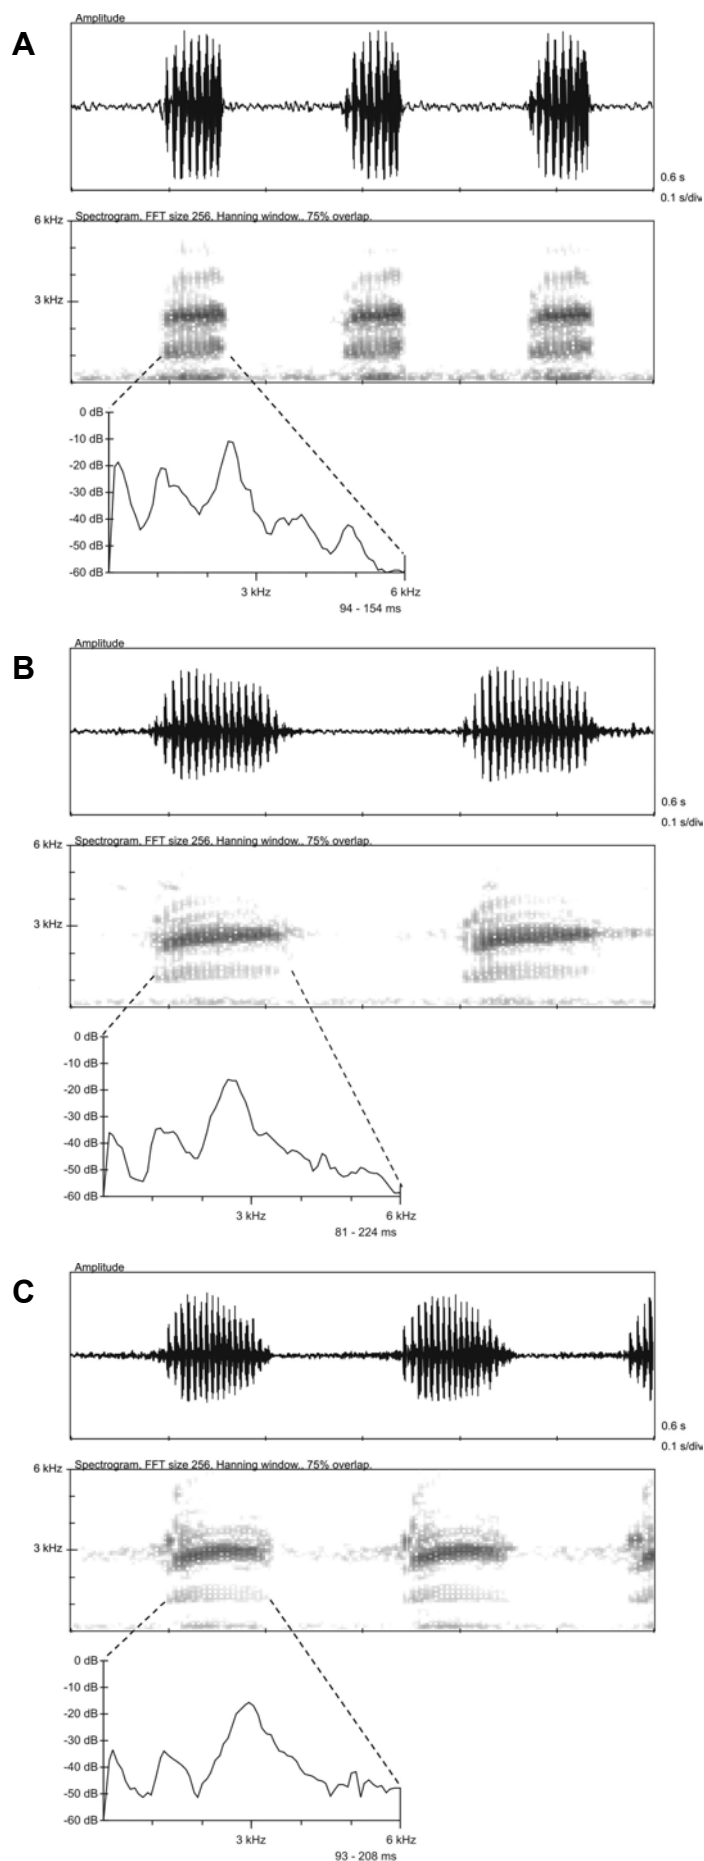 Amplitude
A
0.6 s
0.1 s/div
Spectrogram, FFT size 256, Hanning window., 75% overlap.
6 kHz
3 kHz
0 dB
-10 dB
-20 dB
-30 dB
-40 dB
-50 dB
-60 dB
3 kHz 6 kHz
94 - 154 ms
Amplitude
B
0.6 s
0.1 s/div
Spectrogram, FFT size 256, Hanning window., 75% overlap.
6 kHz
3 kHz
0 dB
-10 dB
-20 dB
-30 dB
-40 dB
-50 dB
-60 dB
3 kHz 6 kHz
81 - 224 ms
Amplitude
C
0.6 s
0.1 s/div
Spectrogram, FFT size 256, Hanning window., 75% overlap.
6 kHz
3 kHz
0 dB
-10 dB
-20 dB
-30 dB
-40 dB
-50 dB
-60 dB
3 kHz 6 kHz
93 - 208 ms